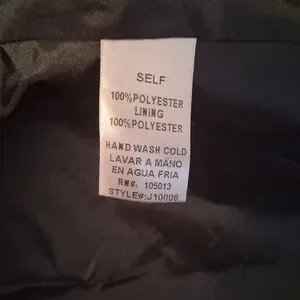 SELF
100%POLYESTER
LINING
100%POLYESTER
HAND WASH COLD
LAVAR A MANO
EN AGUA FRIA
RN#: 105013
STYLE#:J10006